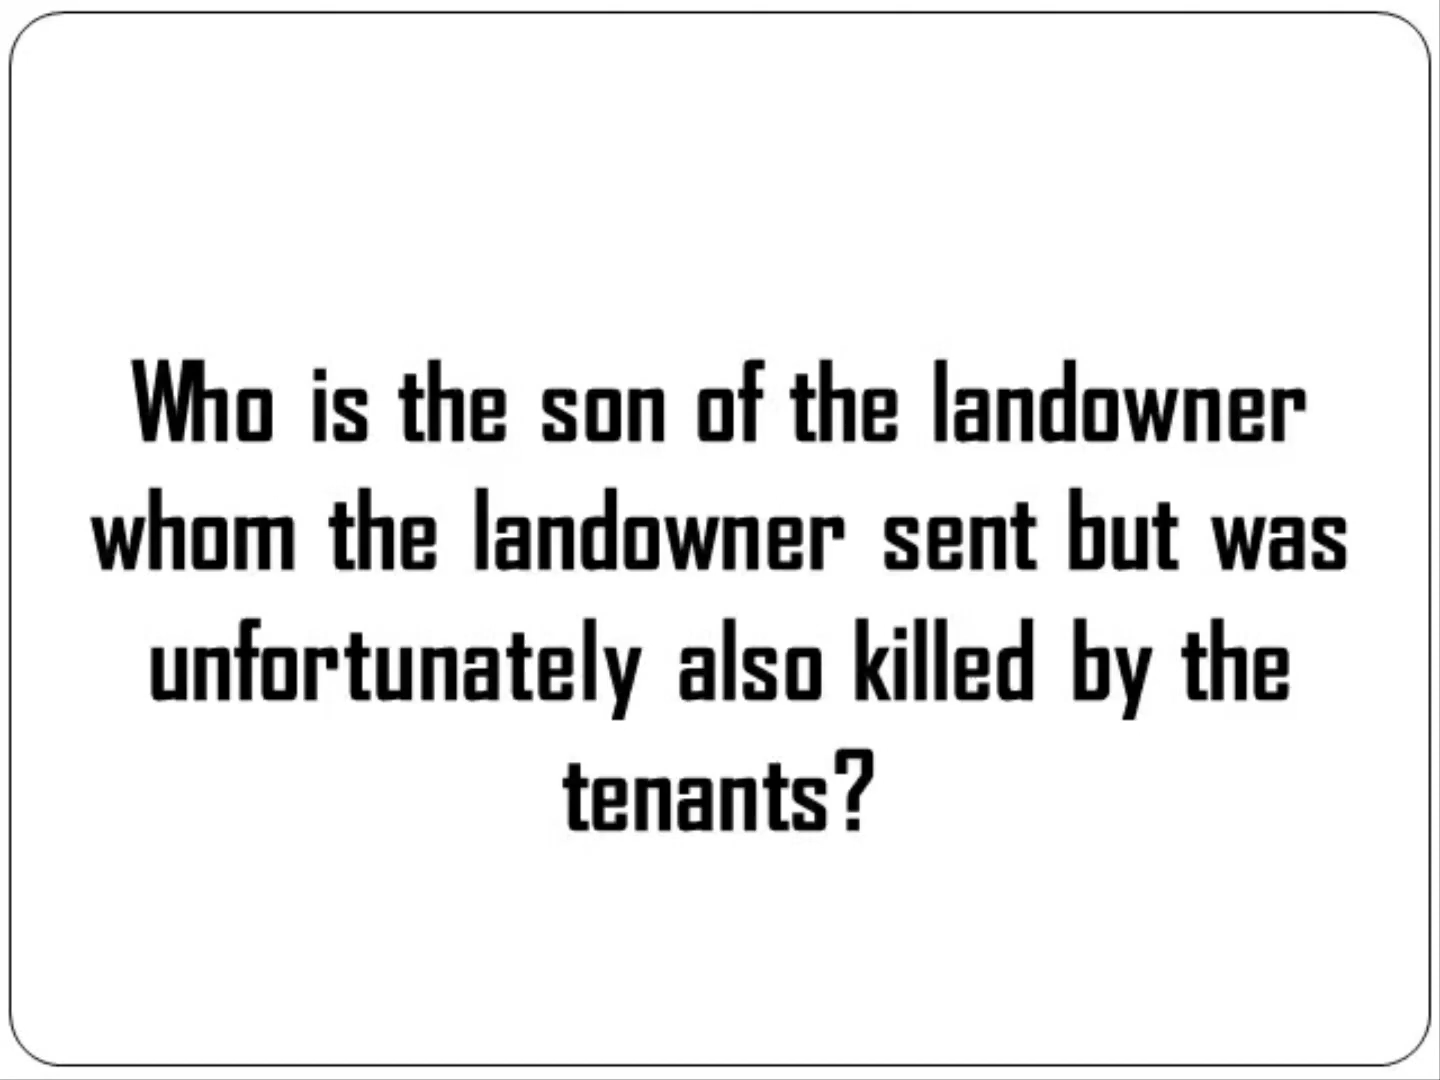 Who is the son of the landowner
whom the landowner sent but was
unfortunately also killed by the
tenants?